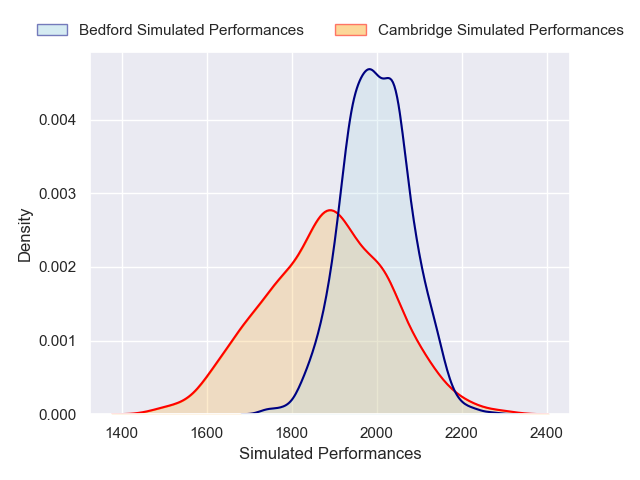 Bedford Simulated Performances Cambridge Simulated Performances
0.004
0.003
0.002
0.001
0.000
Density
1400 1600 1800 2000 2200 2400
Simulated Performances